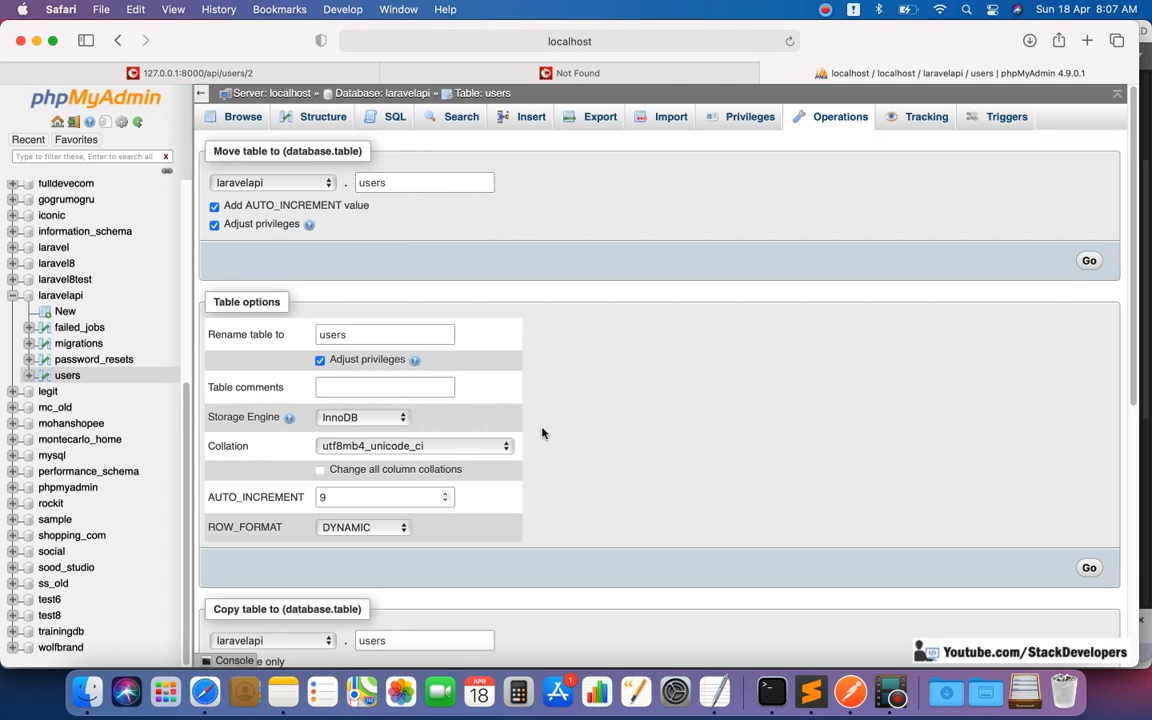 Safari File Edit View History Bookmarks Develop Window Help Sun 18 Apr 8:07 AM
localhost
127.0.0.1:8000/api/users/2
Not Found
localhost / localhost / laravelapi / users | phpMyAdmin 4.9.0.1
phpMyAdmin
Recent Favorites
Type to filter these, Enter to search all X
fulldevecom
gogrumogru
iconic
information_schema
laravel
laravel8
laravel8test
laravelapi
New
failed_jobs
migrations
password_resets
users
legit
mc_old
mohanshopee
montecarlo_home
mysql
performance_schema
phpmyadmin
rockit
sample
shopping_com
social
sood_studio
ss_old
test6
test8
trainingdb
wolfbrand
Server: localhost » Database: laravelapi » Table: users
Browse Structure SQL Search Insert Export Import Privileges Operations Tracking Triggers
Move table to (database.table)
laravelapi . users
Add AUTO_INCREMENT value
Adjust privileges
Go
Table options
Rename table to users
Adjust privileges
Table comments
Storage Engine InnoDB
Collation utf8mb4_unicode_ci
Change all column collations
AUTO_INCREMENT 9
ROW_FORMAT DYNAMIC
Go
Copy table to (database.table)
laravelapi . users
Console e only
Youtube.com/StackDevelopers
APR
18
1